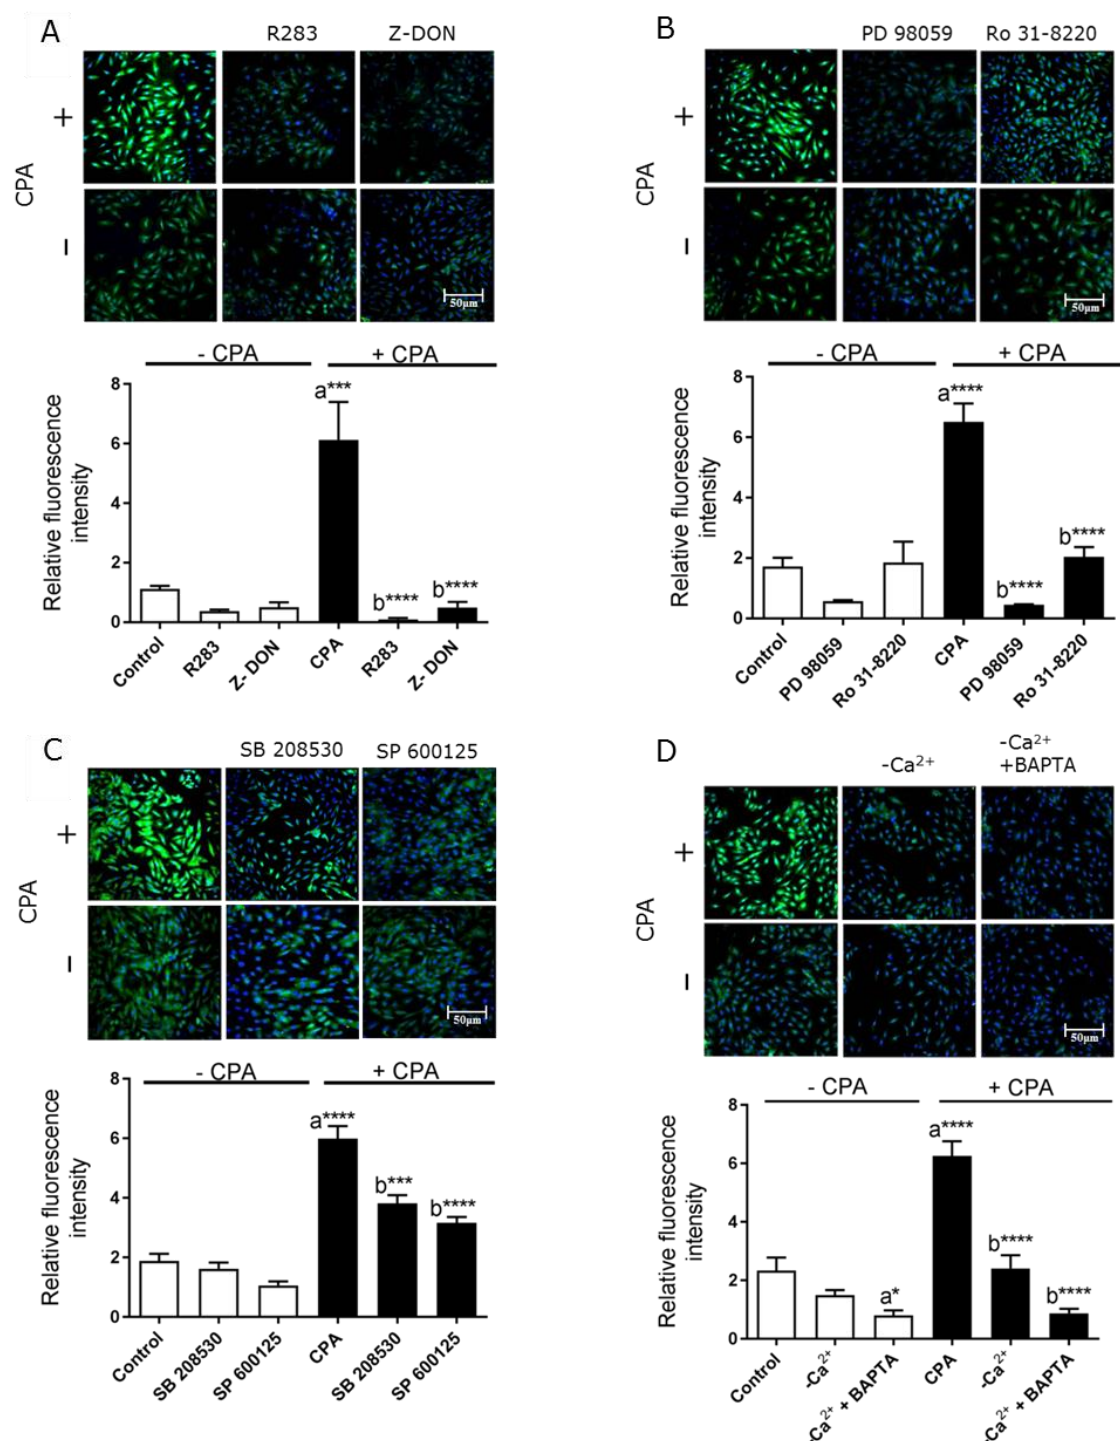 A
R283 Z-DON
CPA
+
–
50µm
- CPA + CPA
Relative fluorescence
intensity
8
6
4
2
0
a***
b****
b****
Control
R283
Z- DON
CPA
R283
Z- DON
B
PD 98059 Ro 31-8220
CPA
+
–
50µm
- CPA + CPA
Relative fluorescence
intensity
8
6
4
2
0
a****
b****
b****
Control
PD 98059
Ro 31-8220
CPA
PD 98059
Ro 31-8220
C
SB 208530 SP 600125
CPA
+
–
50µm
- CPA + CPA
Relative fluorescence
intensity
8
6
4
2
0
a****
b***
b****
Control
SB 208530
SP 600125
CPA
SB 208530
SP 600125
D
-Ca²⁺
-Ca²⁺
+BAPTA
CPA
+
–
50µm
- CPA + CPA
Relative fluorescence
intensity
8
6
4
2
0
a*
a****
b****
b****
Control
-Ca²⁺
-Ca²⁺ + BAPTA
CPA
-Ca²⁺
-Ca²⁺ + BAPTA